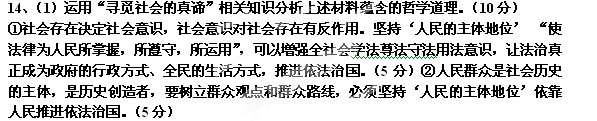 14、（1）运用“寻觅社会的真谛”相关知识分析上述材料蕴含的哲学道理。（10 分）
①社会存在决定社会意识，社会意识对社会存在有反作用。坚持‘人民的主体地位’ “使
法律为人民所掌握，所遵守，所运用”，可以增强全社会学法尊法守法用法意识，让法治真
正成为政府的行政方式、全民的生活方式，推进依法治国。（5 分）②人民群众是社会历史
的主体，是历史创造者，要树立群众观点和群众路线，必须坚持‘人民的主体地位’依靠
人民推进依法治国。（5 分）